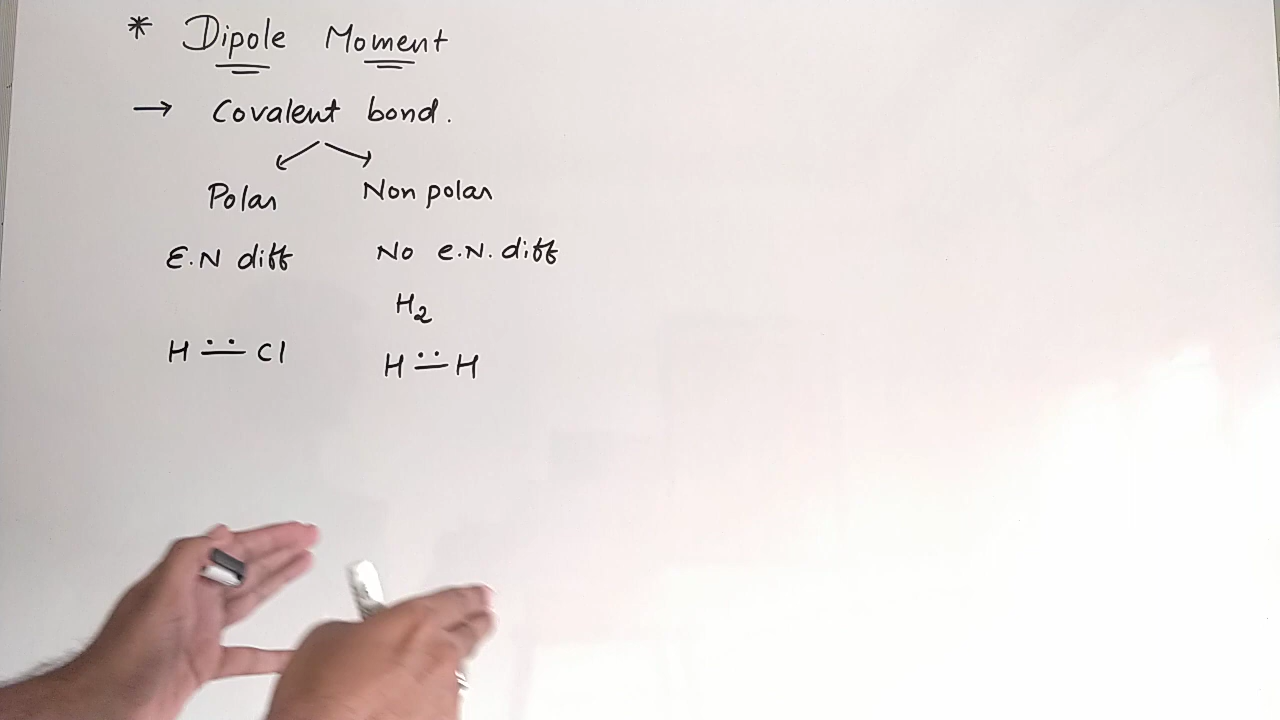 * Dipole Moment
→ Covalent bond.
Polar Non polar
E.N diff No e.N. diff
H2
H — Cl H — H